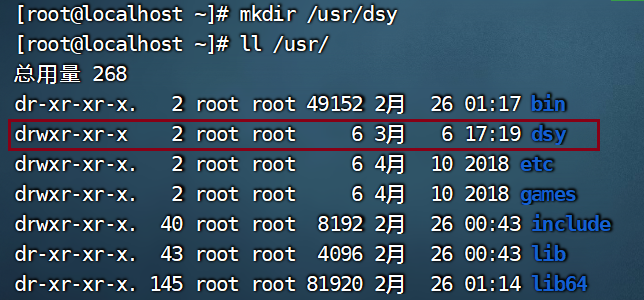 [root@localhost ~]# mkdir /usr/dsy
[root@localhost ~]# ll /usr/
总用量 268
dr-xr-xr-x.   2 root root 49152 2月  26 01:17 bin
drwxr-xr-x    2 root root     6 3月   6 17:19 dsy
drwxr-xr-x.   2 root root     6 4月  10 2018 etc
drwxr-xr-x.   2 root root     6 4月  10 2018 games
drwxr-xr-x.  40 root root  8192 2月  26 00:43 include
dr-xr-xr-x.  43 root root  4096 2月  26 00:43 lib
dr-xr-xr-x. 145 root root 81920 2月  26 01:14 lib64